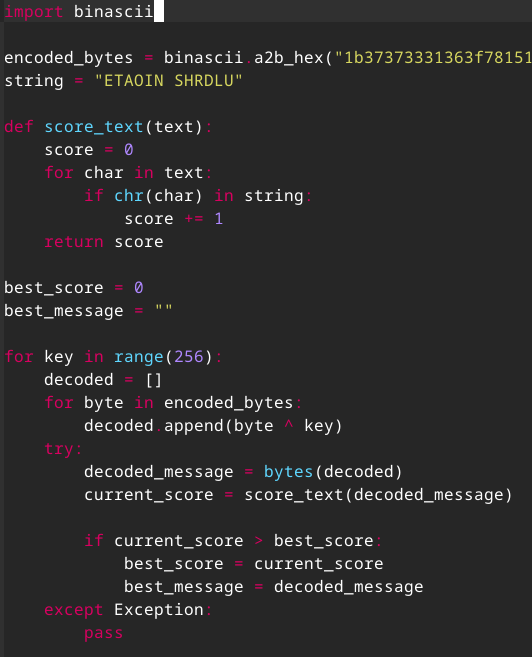 import binascii
encoded_bytes = binascii.a2b_hex("1b37373331363f78151
string = "ETAOIN SHRDLU"
def score_text(text):
    score = 0
    for char in text:
        if chr(char) in string:
            score += 1
    return score
best_score = 0
best_message = ""
for key in range(256):
    decoded = []
    for byte in encoded_bytes:
        decoded.append(byte ^ key)
    try:
        decoded_message = bytes(decoded)
        current_score = score_text(decoded_message)
        if current_score > best_score:
            best_score = current_score
            best_message = decoded_message
    except Exception:
        pass